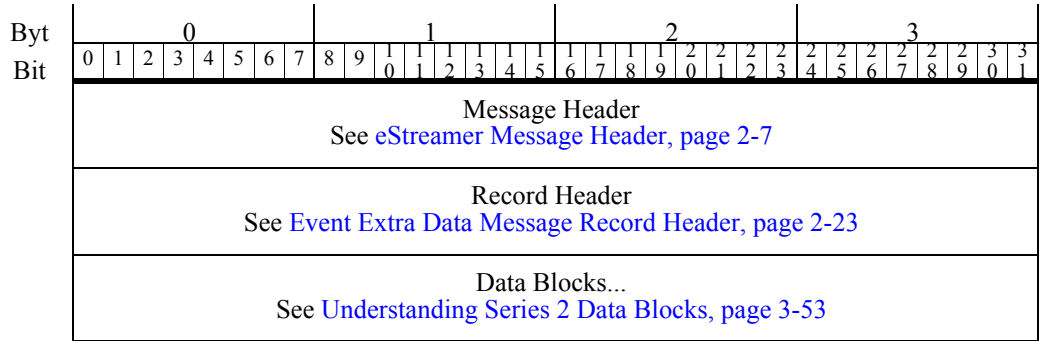 Byt 0 1 2 3
Bit 0 1 2 3 4 5 6 7 8 9 10 11 12 13 14 15 16 17 18 19 20 21 22 23 24 25 26 27 28 29 30 31
Message Header
See eStreamer Message Header, page 2-7
Record Header
See Event Extra Data Message Record Header, page 2-23
Data Blocks...
See Understanding Series 2 Data Blocks, page 3-53